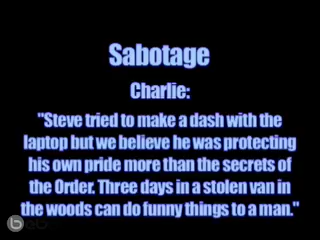 Sabotage
Charlie:
"Steve tried to make a dash with the
laptop but we believe he was protecting
his own pride more than the secrets of
the Order. Three days in a stolen van in
the woods can do funny things to a man."